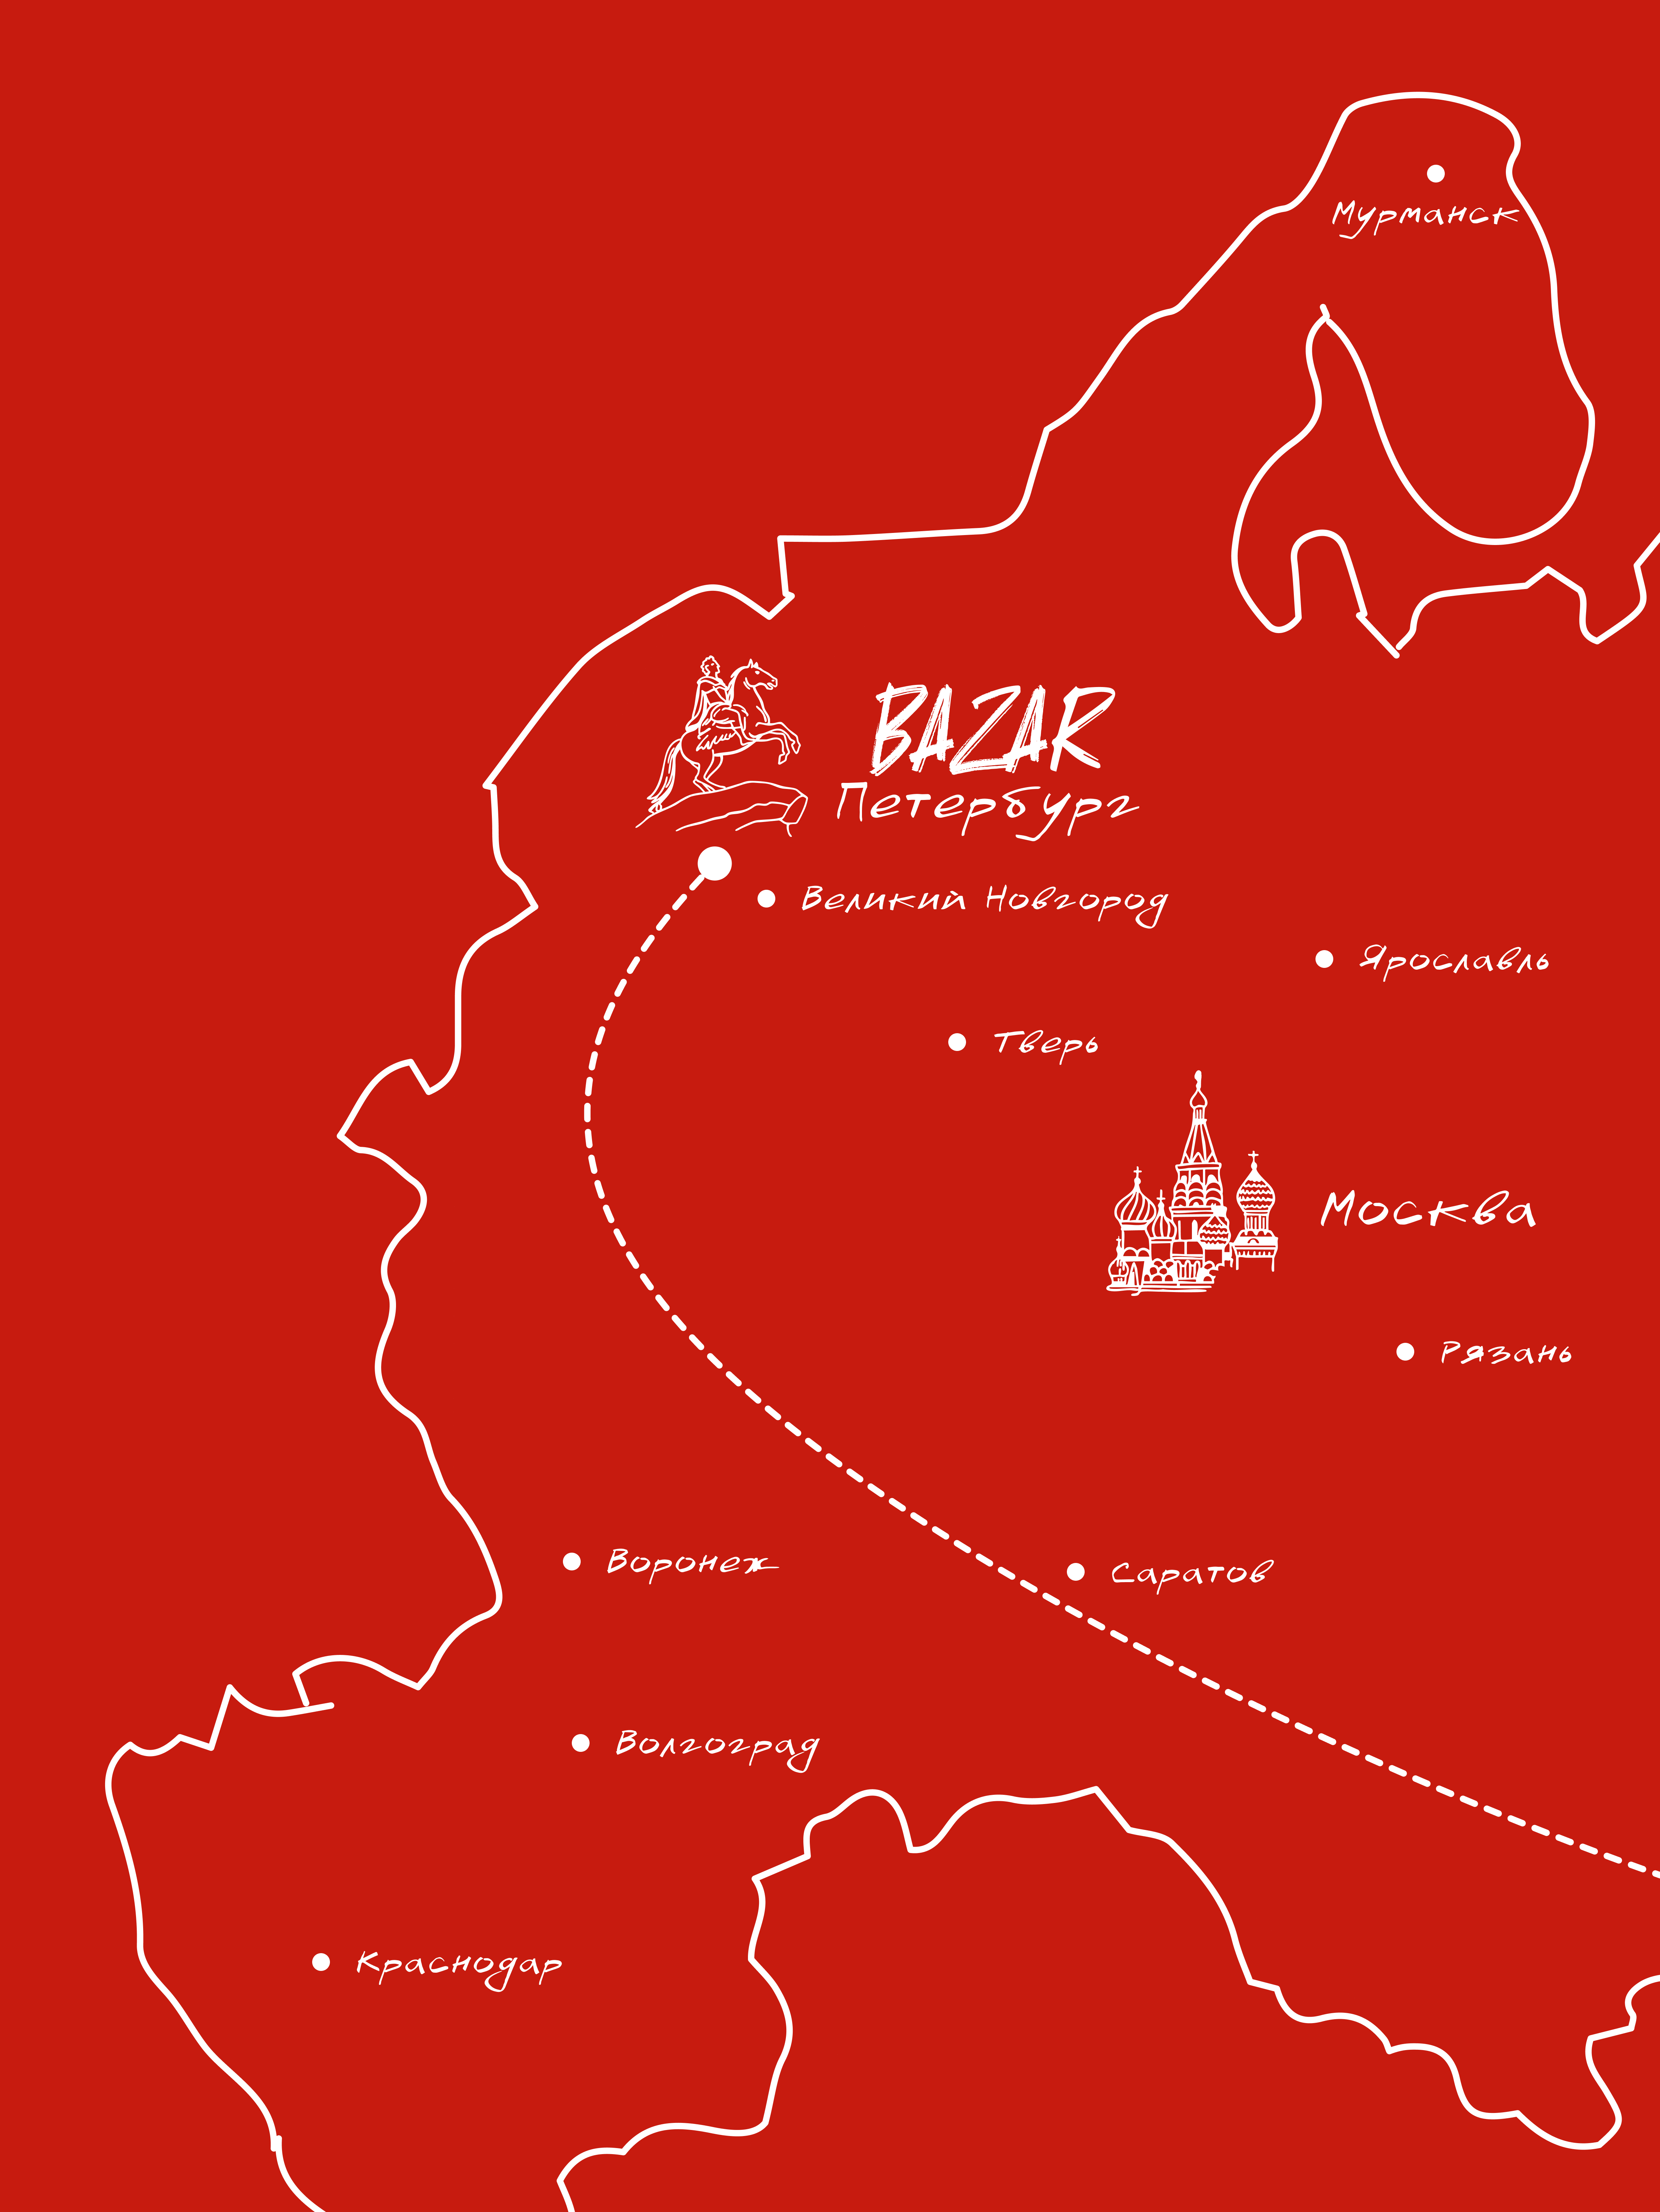 Мурманск
BAZAR
Петербург
Великий Новгород
Ярославль
Тверь
Москва
Рязань
Воронеж
Саратов
Волгоград
Краснодар